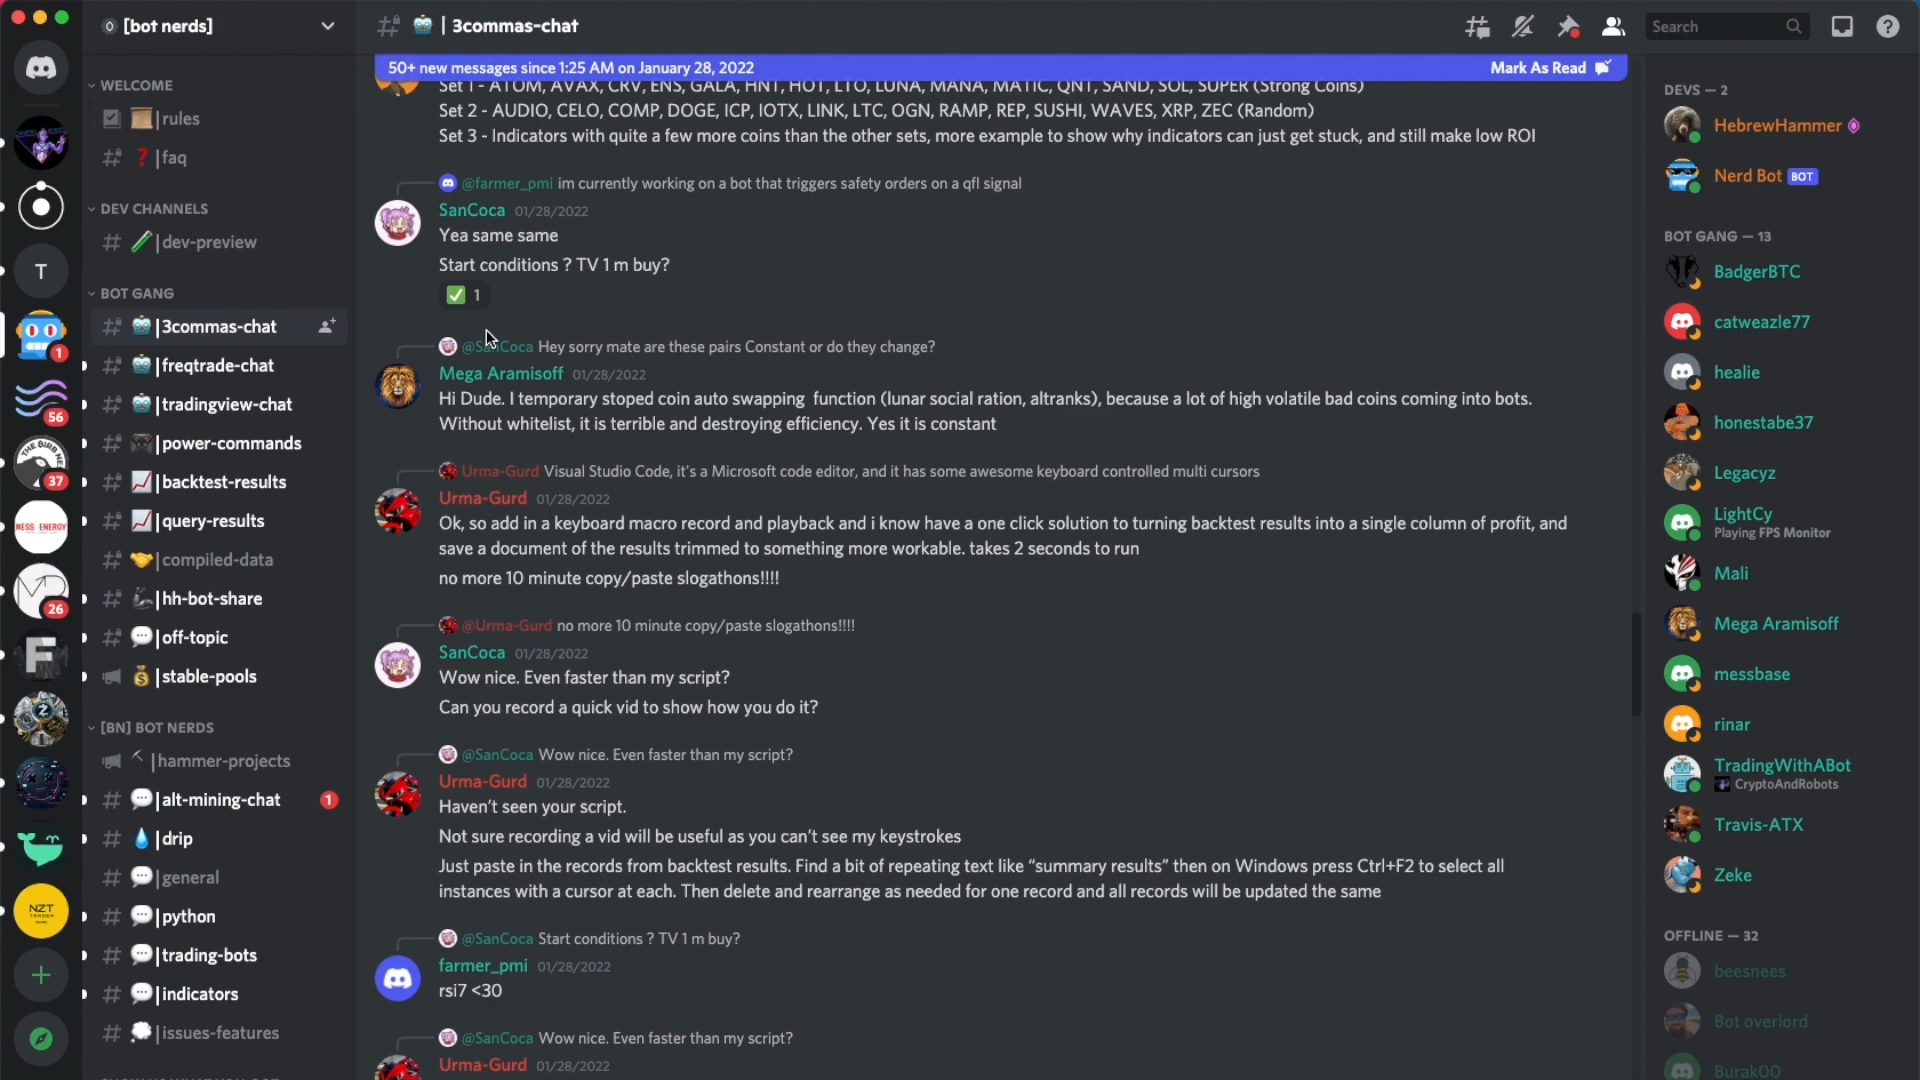 [bot nerds]
WELCOME
|rules
|faq
DEV CHANNELS
|dev-preview
BOT GANG
|3commas-chat
|freqtrade-chat
|tradingview-chat
|power-commands
|backtest-results
|query-results
|compiled-data
|hh-bot-share
|off-topic
|stable-pools
[BN] BOT NERDS
|hammer-projects
|alt-mining-chat 1
|drip
|general
|python
|trading-bots
|indicators
|issues-features
T
1
56
THE BIRB NE
37
NESS ENERGY
26
F
Z
NZT
TRADER
| 3commas-chat
Search
50+ new messages since 1:25 AM on January 28, 2022
Mark As Read
Set 1 - ATOM, AVAX, CRV, ENS, GALA, HNT, HOT, LTO, LUNA, MANA, MATIC, QNT, SAND, SOL, SUPER (Strong Coins)
Set 2 - AUDIO, CELO, COMP, DOGE, ICP, IOTX, LINK, LTC, OGN, RAMP, REP, SUSHI, WAVES, XRP, ZEC (Random)
Set 3 - Indicators with quite a few more coins than the other sets, more example to show why indicators can just get stuck, and still make low ROI
@farmer_pmi im currently working on a bot that triggers safety orders on a qfl signal
SanCoca 01/28/2022
Yea same same
Start conditions ? TV 1 m buy?
1
@SanCoca Hey sorry mate are these pairs Constant or do they change?
Mega Aramisoff 01/28/2022
Hi Dude. I temporary stoped coin auto swapping function (lunar social ration, altranks), because a lot of high volatile bad coins coming into bots.
Without whitelist, it is terrible and destroying efficiency. Yes it is constant
Urma-Gurd Visual Studio Code, it's a Microsoft code editor, and it has some awesome keyboard controlled multi cursors
Urma-Gurd 01/28/2022
Ok, so add in a keyboard macro record and playback and i know have a one click solution to turning backtest results into a single column of profit, and
save a document of the results trimmed to something more workable. takes 2 seconds to run
no more 10 minute copy/paste slogathons!!!!
@Urma-Gurd no more 10 minute copy/paste slogathons!!!!
SanCoca 01/28/2022
Wow nice. Even faster than my script?
Can you record a quick vid to show how you do it?
@SanCoca Wow nice. Even faster than my script?
Urma-Gurd 01/28/2022
Haven't seen your script.
Not sure recording a vid will be useful as you can't see my keystrokes
Just paste in the records from backtest results. Find a bit of repeating text like “summary results” then on Windows press Ctrl+F2 to select all
instances with a cursor at each. Then delete and rearrange as needed for one record and all records will be updated the same
@SanCoca Start conditions ? TV 1 m buy?
farmer_pmi 01/28/2022
rsi7 <30
@SanCoca Wow nice. Even faster than my script?
Urma-Gurd 01/28/2022
DEVS — 2
HebrewHammer
Nerd Bot BOT
BOT GANG — 13
BadgerBTC
catweazle77
healie
honestabe37
Legacyz
LightCy
Playing FPS Monitor
Mali
Mega Aramisoff
messbase
rinar
TradingWithABot
CryptoAndRobots
Travis-ATX
Zeke
OFFLINE — 32
beesnees
Bot overlord
Burak00